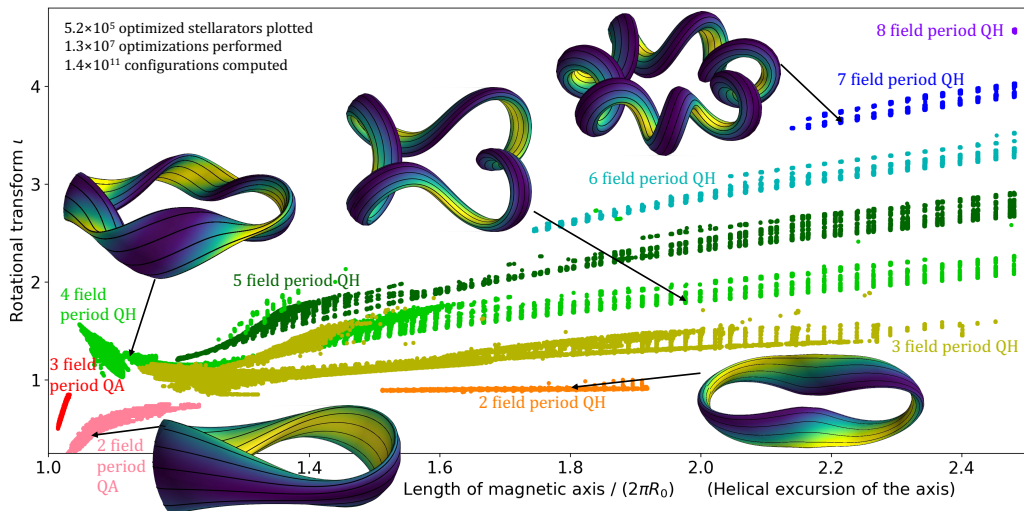 5.2×10⁵ optimized stellarators plotted
1.3×10⁷ optimizations performed
1.4×10¹¹ configurations computed
8 field period QH
7 field period QH
6 field period QH
5 field period QH
4 field
period QH
3 field
period QA
3 field period QH
2 field period QH
2 field
period
QA
Rotational transform ι
4
3
2
1
1.0
1.4
1.6
1.8
2.0
2.2
2.4
Length of magnetic axis / (2πR₀)
(Helical excursion of the axis)